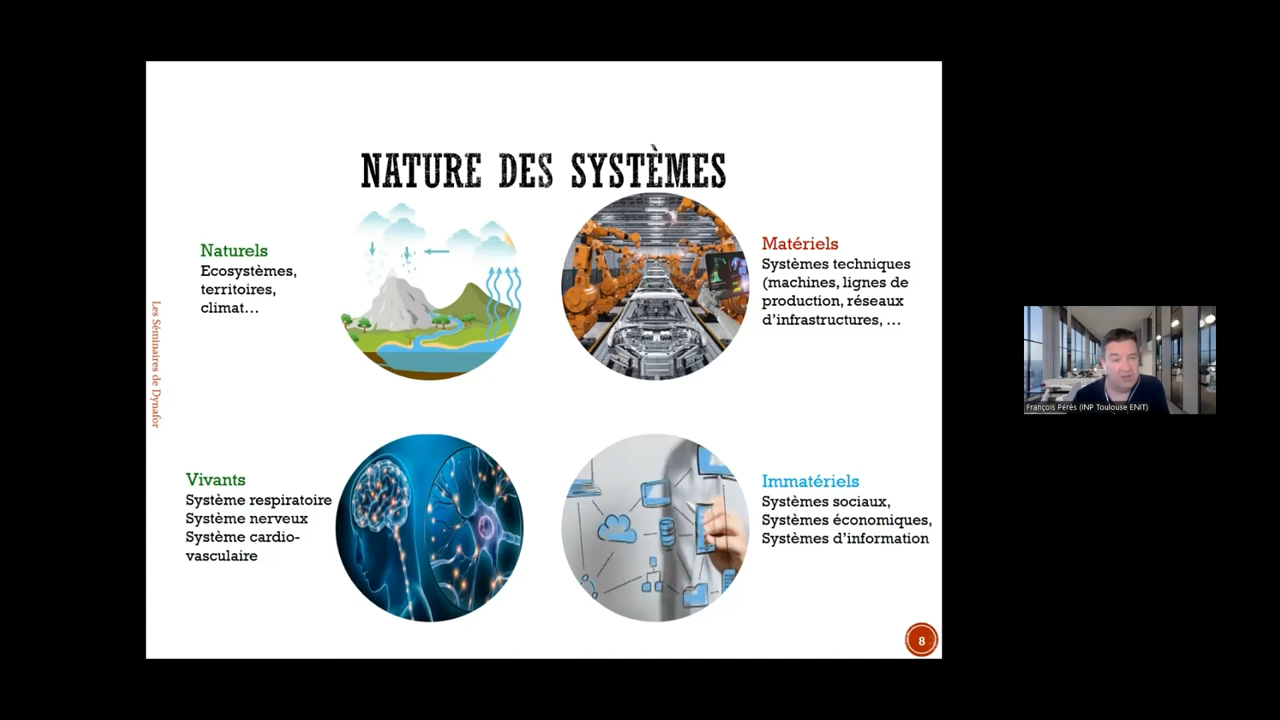 NATURE DES SYSTÈMES
Naturels
Ecosystèmes,
territoires,
climat…
Matériels
Systèmes techniques
(machines, lignes de
production, réseaux
d’infrastructures, …
Les Séminaires de Dynafor
Vivants
Système respiratoire
Système nerveux
Système cardio-
vasculaire
Immatériels
Systèmes sociaux,
Systèmes économiques,
Systèmes d’information
8
François Pérès (INP Toulouse ENIT)